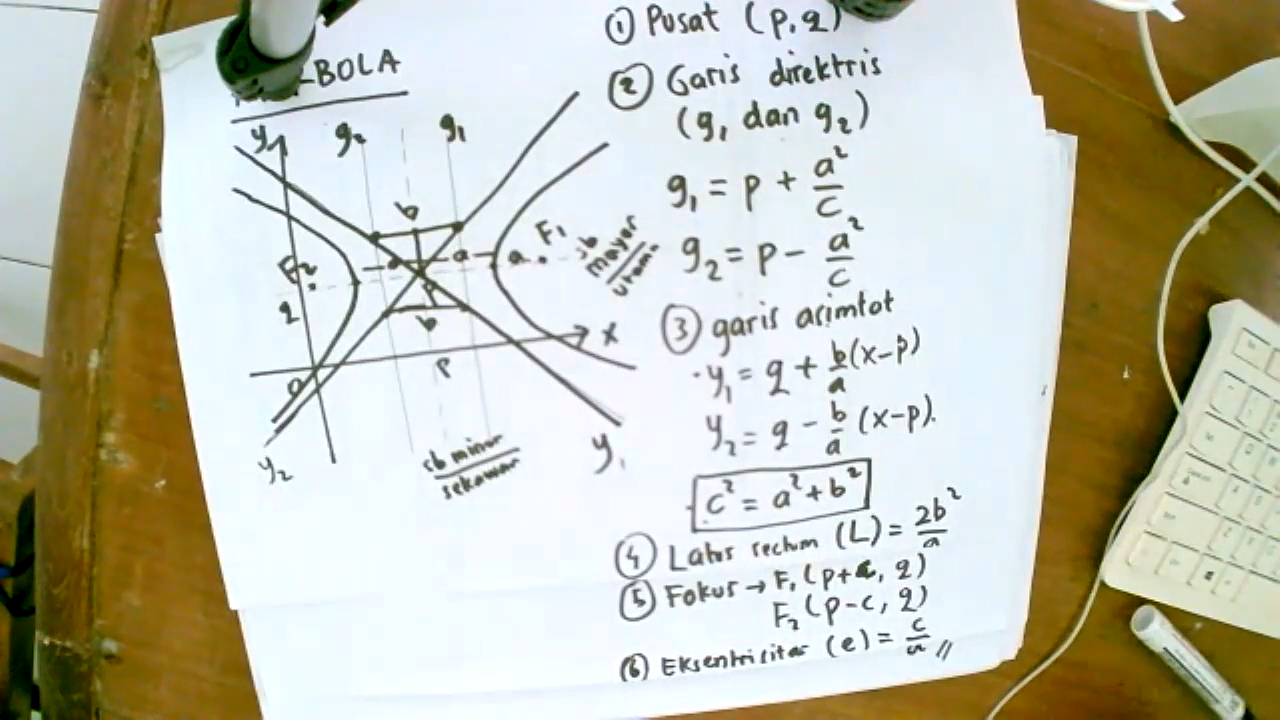 -BOLA
① Pusat (p, q)
② Garis direktris
(g₁ dan g₂)
g₁ = p + a²/c
g₂ = p - a²/c
③ garis asimtot
y₁ = q + b/a (x-p)
y₂ = q - b/a (x-p).
c² = a² + b²
④ Latus rectum (L) = 2b²/a
⑤ Fokus → F₁ (p+c, q)
F₂ (p-c, q)
⑥ Eksentrisitas (e) = c/a //
y g₂ g₁
b
F₁
a a a
sb mayor/utama
F₂
q
b
x
p
o
sb minor/sekawan
y₂
y₁